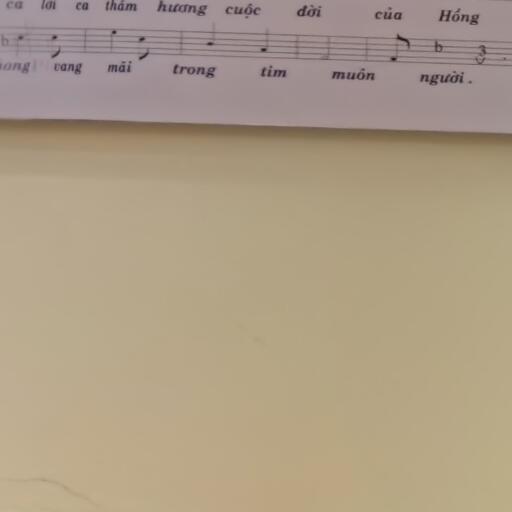 ca lời ca thắm hương cuộc đời của Hồng
vang mãi trong tim muôn người.